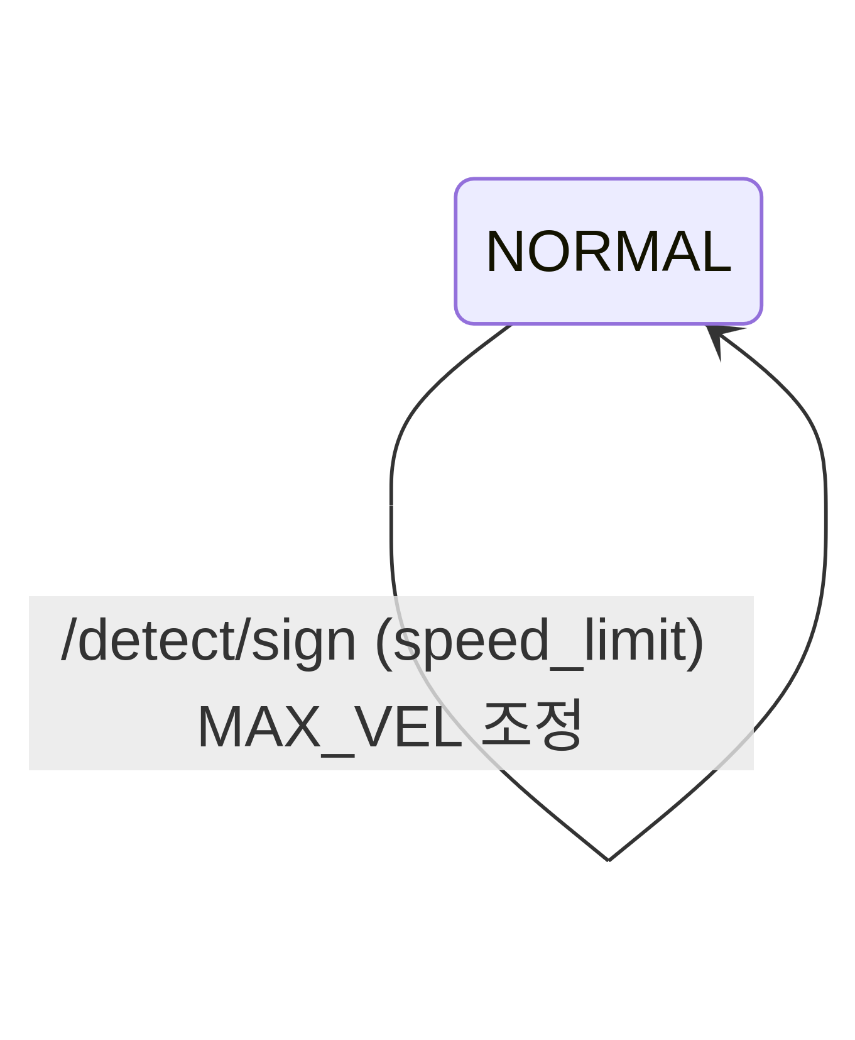 NORMAL
/detect/sign (speed_limit)
MAX_VEL 조정